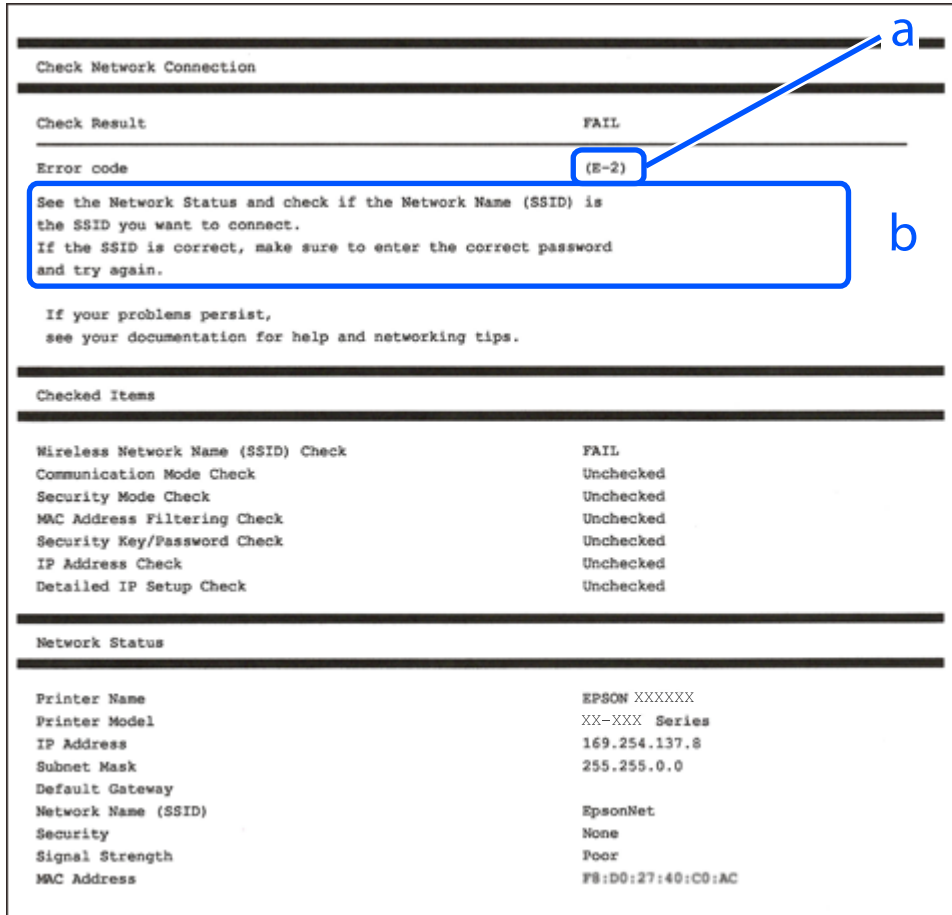 a
Check Network Connection
Check Result FAIL
Error code (E-2)
See the Network Status and check if the Network Name (SSID) is
the SSID you want to connect.
If the SSID is correct, make sure to enter the correct password
and try again.
b
If your problems persist,
see your documentation for help and networking tips.
Checked Items
Wireless Network Name (SSID) Check FAIL
Communication Mode Check Unchecked
Security Mode Check Unchecked
MAC Address Filtering Check Unchecked
Security Key/Password Check Unchecked
IP Address Check Unchecked
Detailed IP Setup Check Unchecked
Network Status
Printer Name EPSON XXXXXX
Printer Model XX-XXX Series
IP Address 169.254.137.8
Subnet Mask 255.255.0.0
Default Gateway
Network Name (SSID) EpsonNet
Security None
Signal Strength Poor
MAC Address F8:D0:27:40:C0:AC